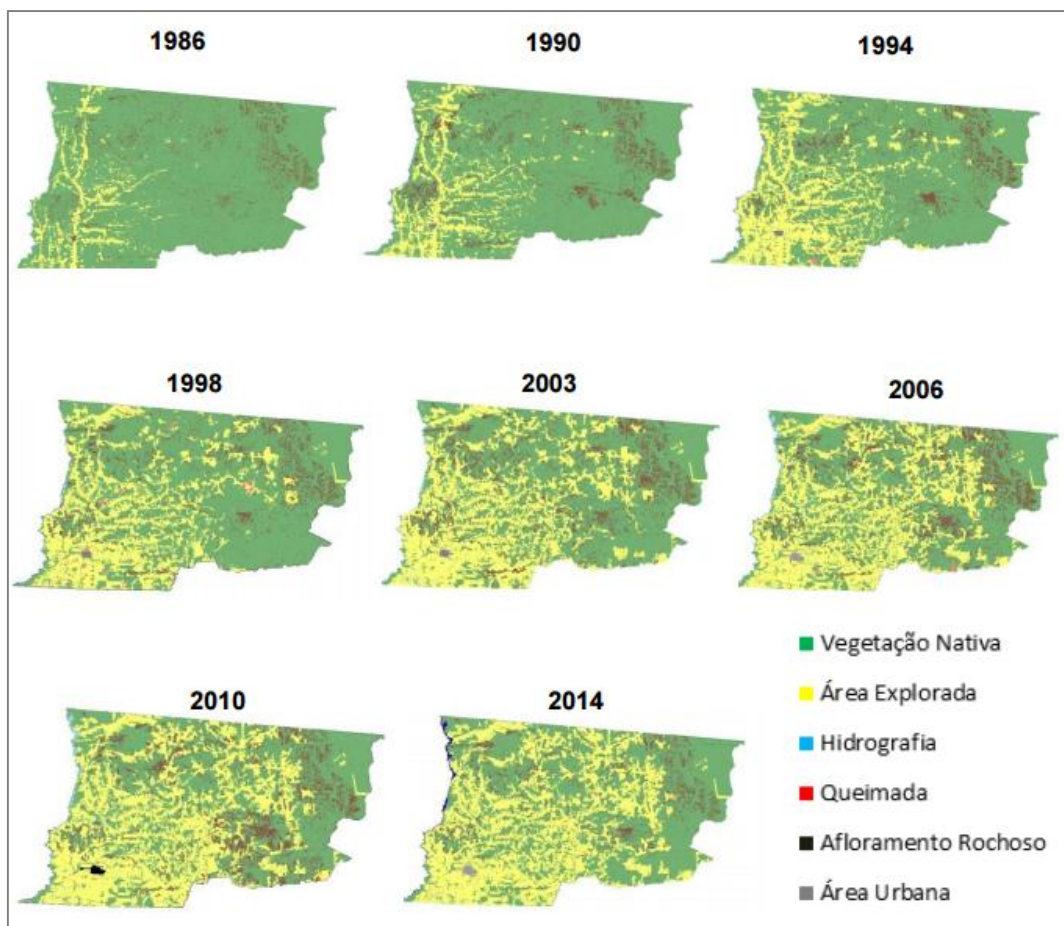 1986
1990
1994
1998
2003
2006
2010
2014
Vegetação Nativa
Área Explorada
Hidrografia
Queimada
Afloramento Rochoso
Área Urbana